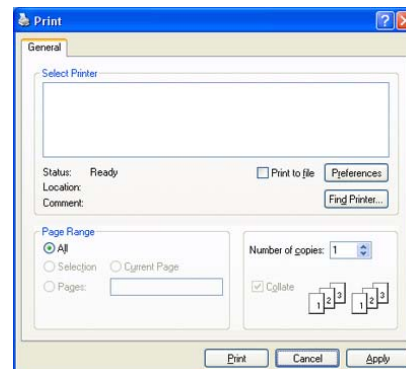 Print
General
Select Printer
Status: Ready
Location:
Comment:
Print to file
Preferences
Find Printer...
Page Range
All
Selection
Current Page
Pages:
Number of copies: 1
Collate
1 2 3
1 2 3
Print
Cancel
Apply